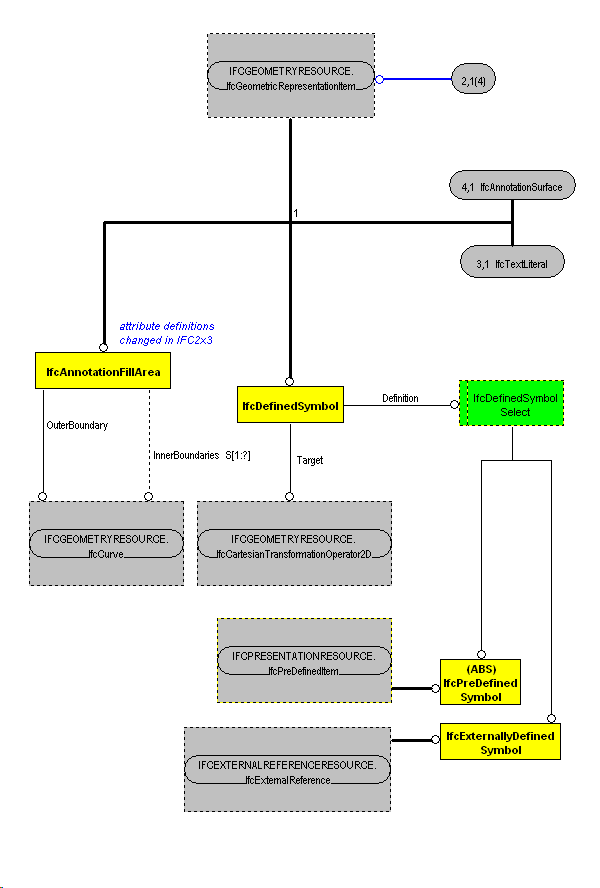 IFCGEOMETRYRESOURCE.
IfcGeometricRepresentationItem
2,1(4)
4,1 IfcAnnotationSurface
1
3,1 IfcTextLiteral
attribute definitions
changed in IFC2x3
IfcAnnotationFillArea
IfcDefinedSymbol
Definition
IfcDefinedSymbol
Select
OuterBoundary
InnerBoundaries S[1:?]
Target
IFCGEOMETRYRESOURCE.
IfcCurve
IFCGEOMETRYRESOURCE.
IfcCartesianTransformationOperator2D
IFCPRESENTATIONRESOURCE.
IfcPreDefinedItem
(ABS)
IfcPreDefined
Symbol
IfcExternallyDefined
Symbol
IFCEXTERNALREFERENCERESOURCE.
IfcExternalReference